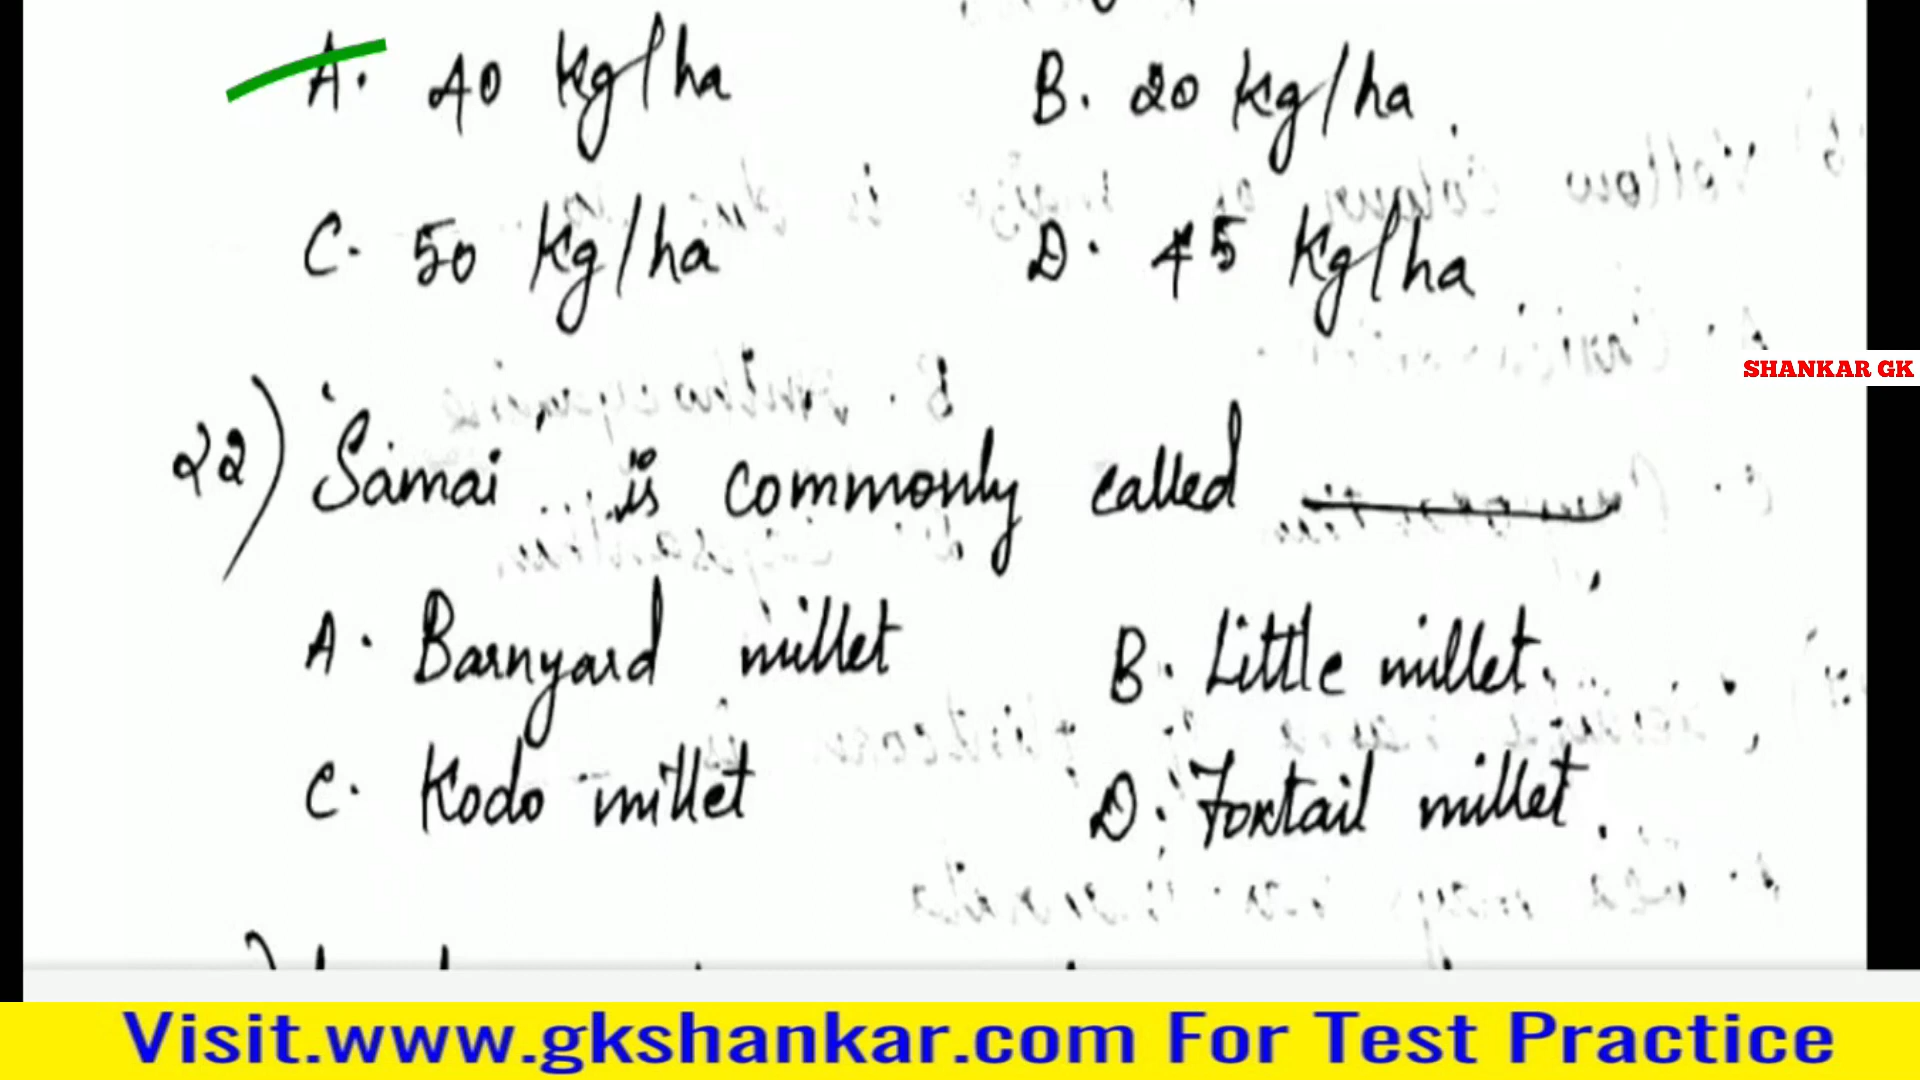 A. 40 kg/ha B. 20 kg/ha.
C. 50 kg/ha D. 45 kg/ha.
SHANKAR GK
22) Samai is commonly called
A. Barnyard millet B. Little millet.
C. Kodo millet D. Foxtail millet.
Visit.www.gkshankar.com For Test Practice